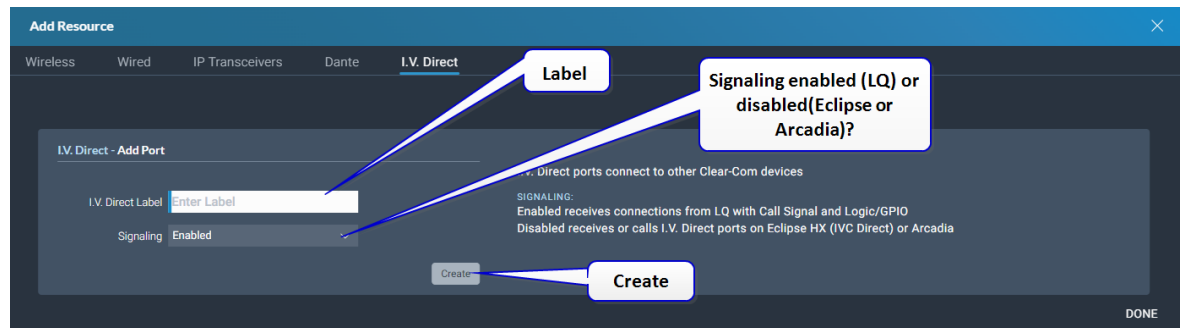 Add Resource
Wireless Wired IP Transceivers Dante I.V. Direct
Label
Signaling enabled (LQ) or
disabled(Eclipse or
Arcadia)?
I.V. Direct - Add Port
Direct ports connect to other Clear-Com devices
I.V. Direct Label Enter Label
SIGNALING:
Enabled receives connections from LQ with Call Signal and Logic/GPIO
Signaling Enabled
Disabled receives or calls I.V. Direct ports on Eclipse HX (IVC Direct) or Arcadia
Create
Create
DONE